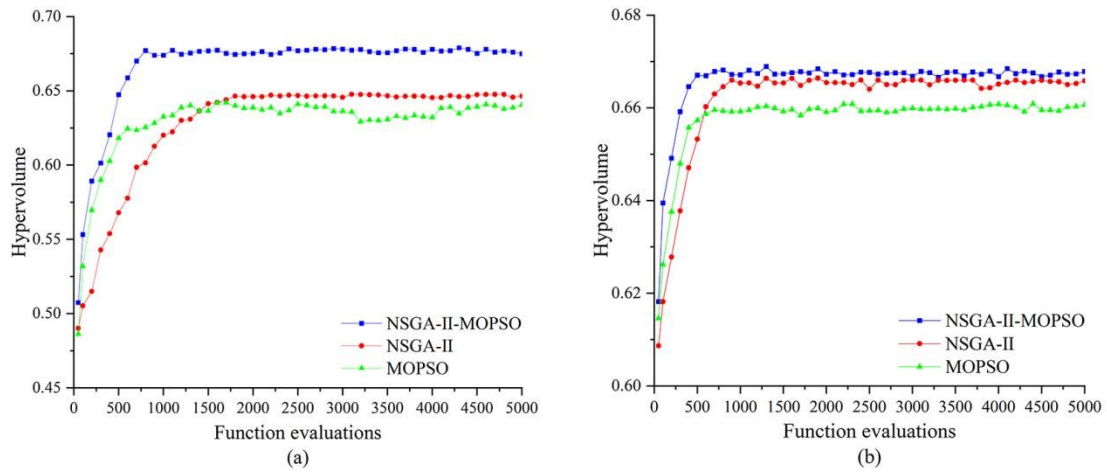 0.70
0.65
0.60
0.55
0.50
0.45
Hypervolume
NSGA-II-MOPSO
NSGA-II
MOPSO
0 500 1000 1500 2000 2500 3000 3500 4000 4500 5000
Function evaluations
(a)
0.68
0.66
0.64
0.62
0.60
Hypervolume
NSGA-II-MOPSO
NSGA-II
MOPSO
0 500 1000 1500 2000 2500 3000 3500 4000 4500 5000
Function evaluations
(b)